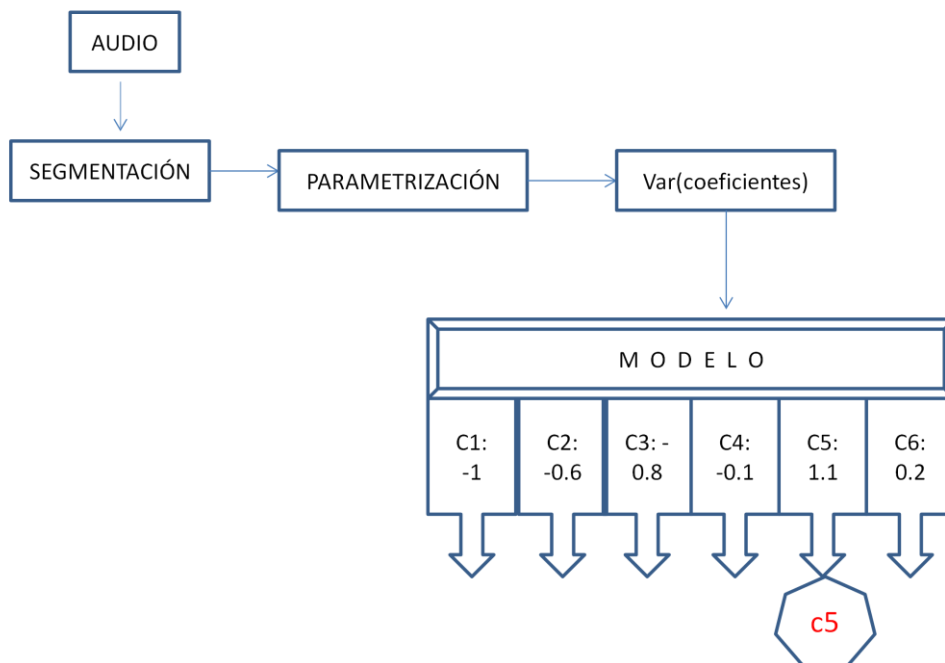 AUDIO
SEGMENTACIÓN
PARAMETRIZACIÓN
Var(coeficientes)
M O D E L O
C1:
-1
C2:
-0.6
C3: -
0.8
C4:
-0.1
C5:
1.1
C6:
0.2
c5